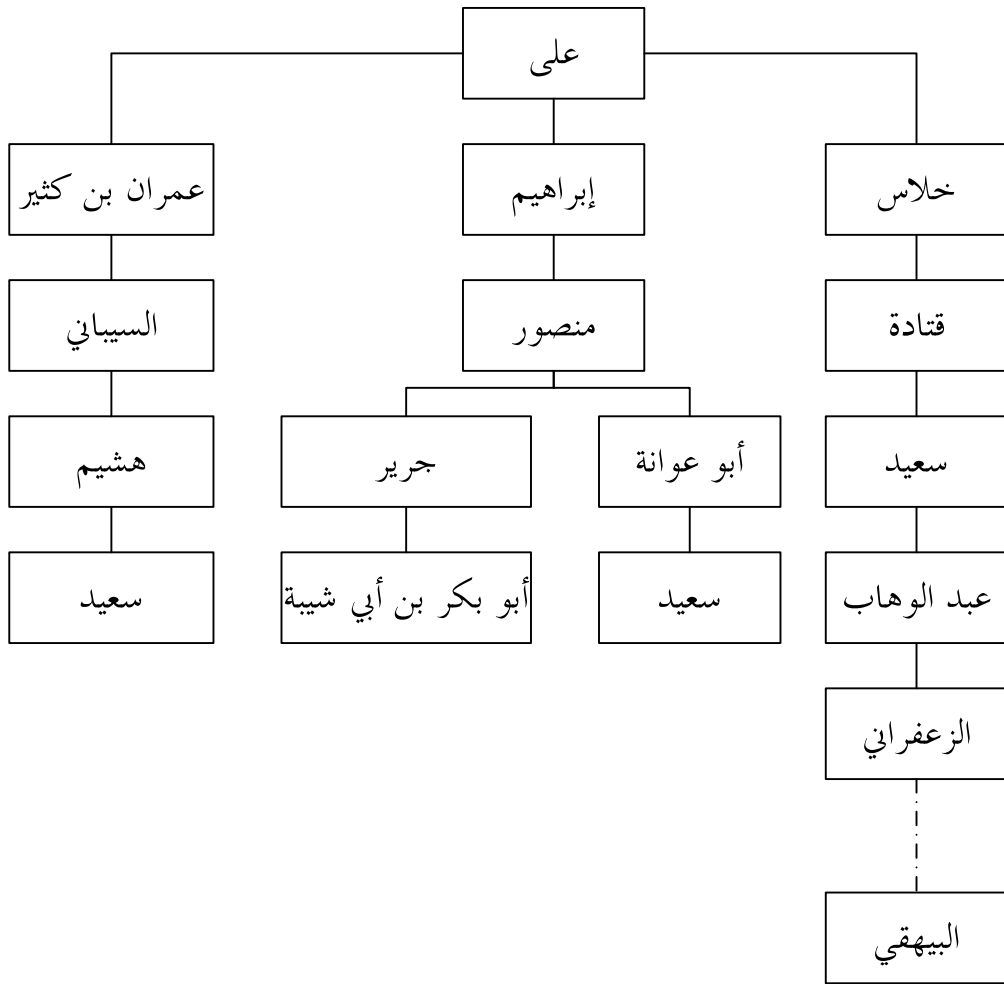 على
خلاس
إبراهيم
عمران بن كثير
قتادة
منصور
السيباني
سعيد
أبو عوانة
جرير
هشيم
عبد الوهاب
سعيد
أبو بكر بن أبي شيبة
سعيد
الزعفراني
البيهقي